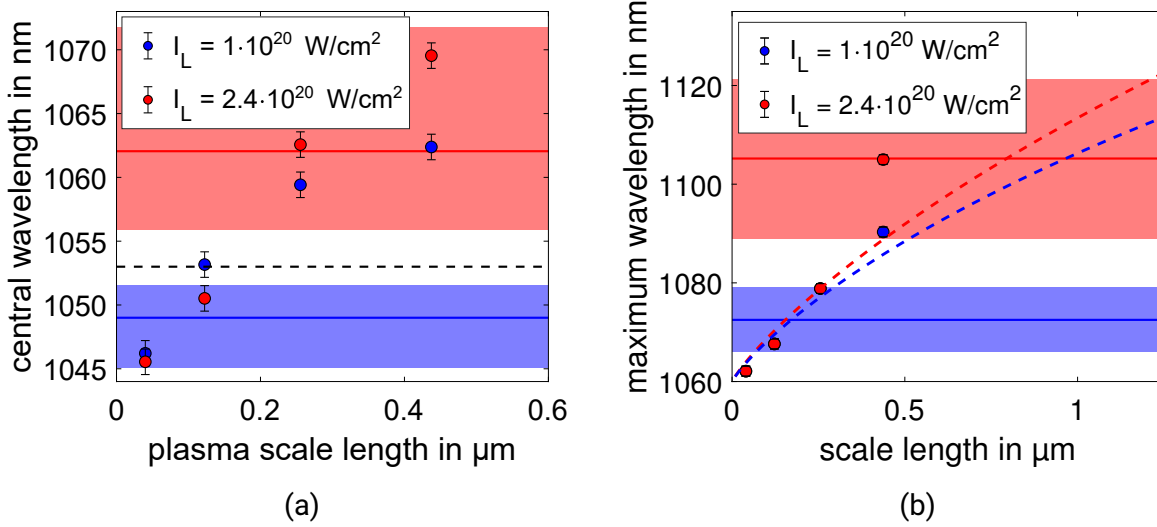 central wavelength in nm
1070
1065
1060
1055
1050
1045
I_L = 1·10^20 W/cm^2
I_L = 2.4·10^20 W/cm^2
0
0.2
0.4
0.6
plasma scale length in µm
(a)
maximum wavelength in nm
1120
1100
1080
1060
I_L = 1·10^20 W/cm^2
I_L = 2.4·10^20 W/cm^2
0
0.5
1
scale length in µm
(b)